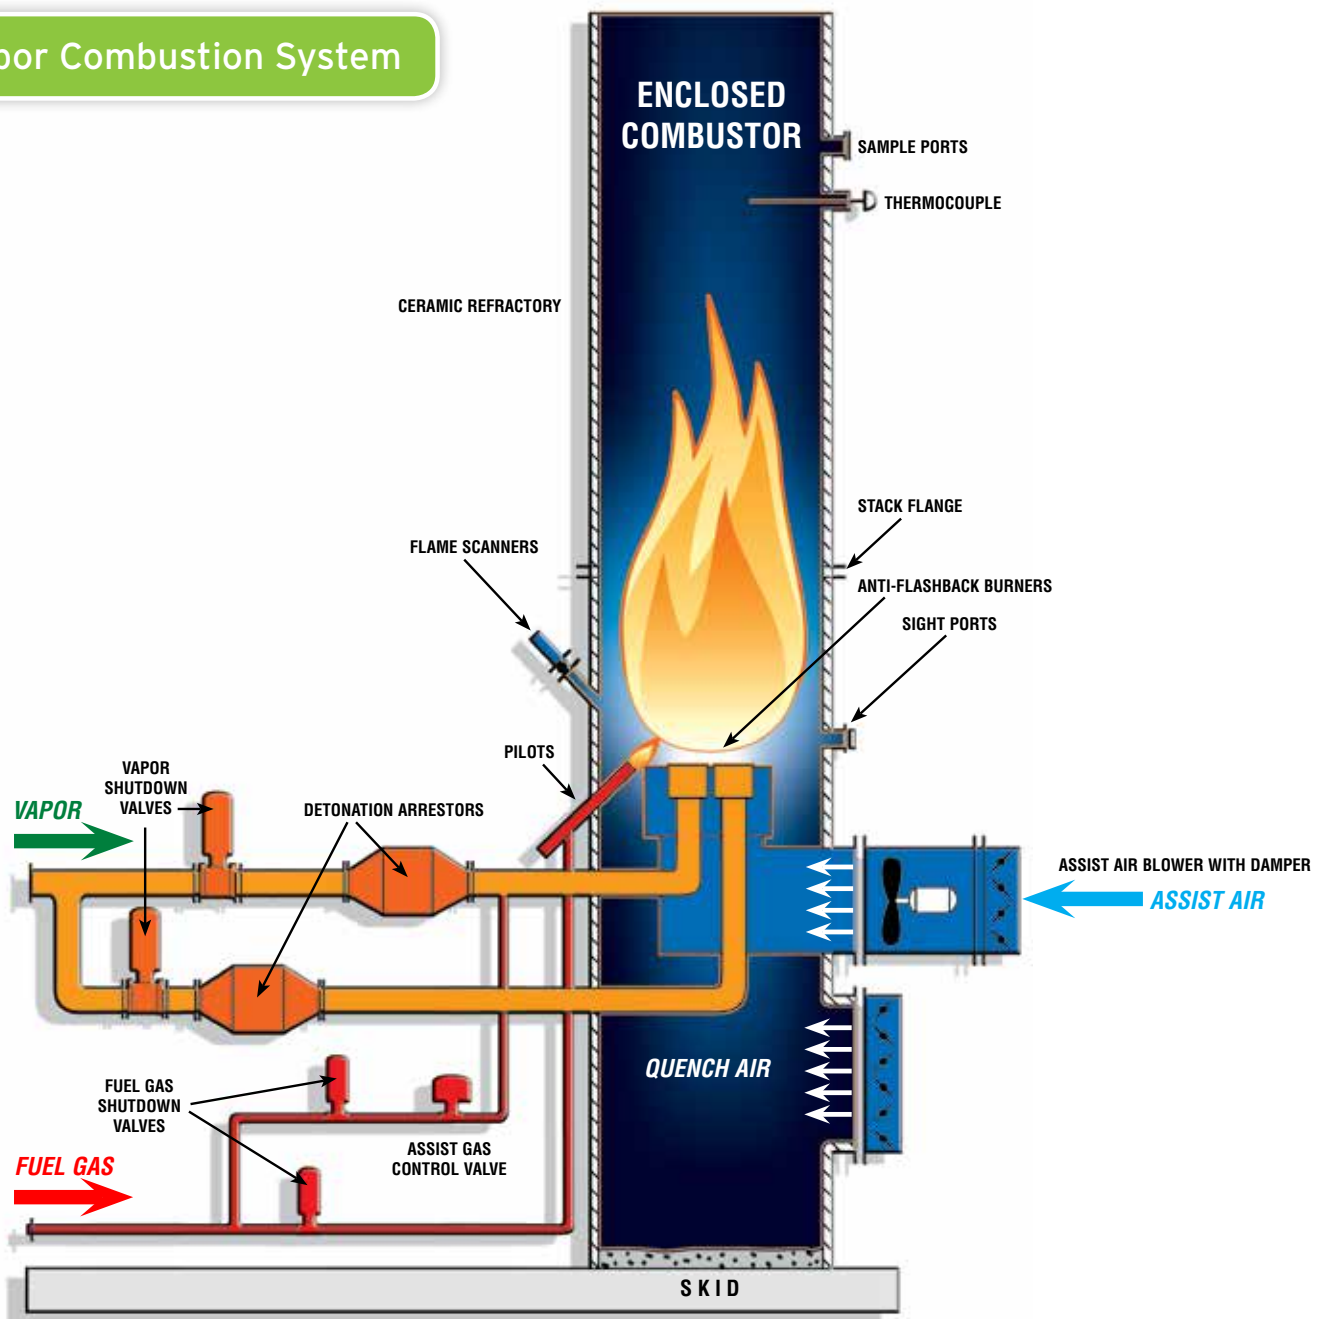 Combustion System
ENCLOSED
COMBUSTOR
SAMPLE PORTS
THERMOCOUPLE
CERAMIC REFRACTORY
STACK FLANGE
FLAME SCANNERS
ANTI-FLASHBACK BURNERS
SIGHT PORTS
PILOTS
VAPOR
SHUTDOWN
VALVES
VAPOR
DETONATION ARRESTORS
ASSIST AIR BLOWER WITH DAMPER
ASSIST AIR
QUENCH AIR
FUEL GAS
SHUTDOWN
VALVES
ASSIST GAS
CONTROL VALVE
FUEL GAS
SKID